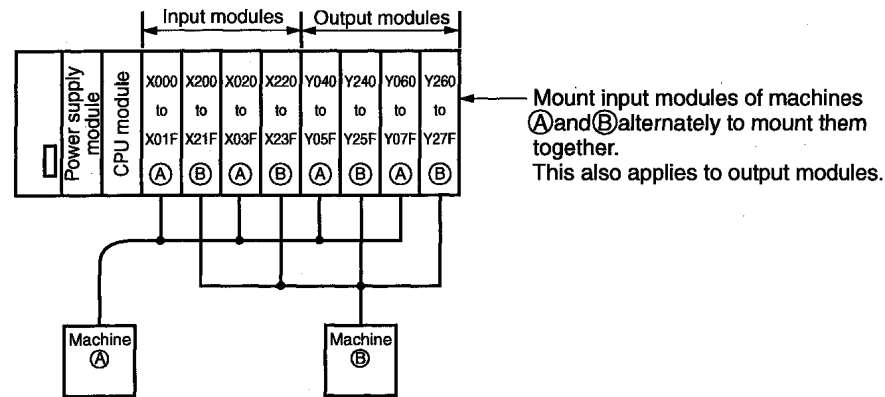 Input modules Output modules
Power supply module
CPU module
X000 to X01F Ⓐ
X200 to X21F Ⓑ
X020 to X03F Ⓐ
X220 to X23F Ⓑ
Y040 to Y05F Ⓐ
Y240 to Y25F Ⓑ
Y060 to Y07F Ⓐ
Y260 to Y27F Ⓑ
Mount input modules of machines
ⒶandⒷalternately to mount them
together.
This also applies to output modules.
Machine
Ⓐ
Machine
Ⓑ